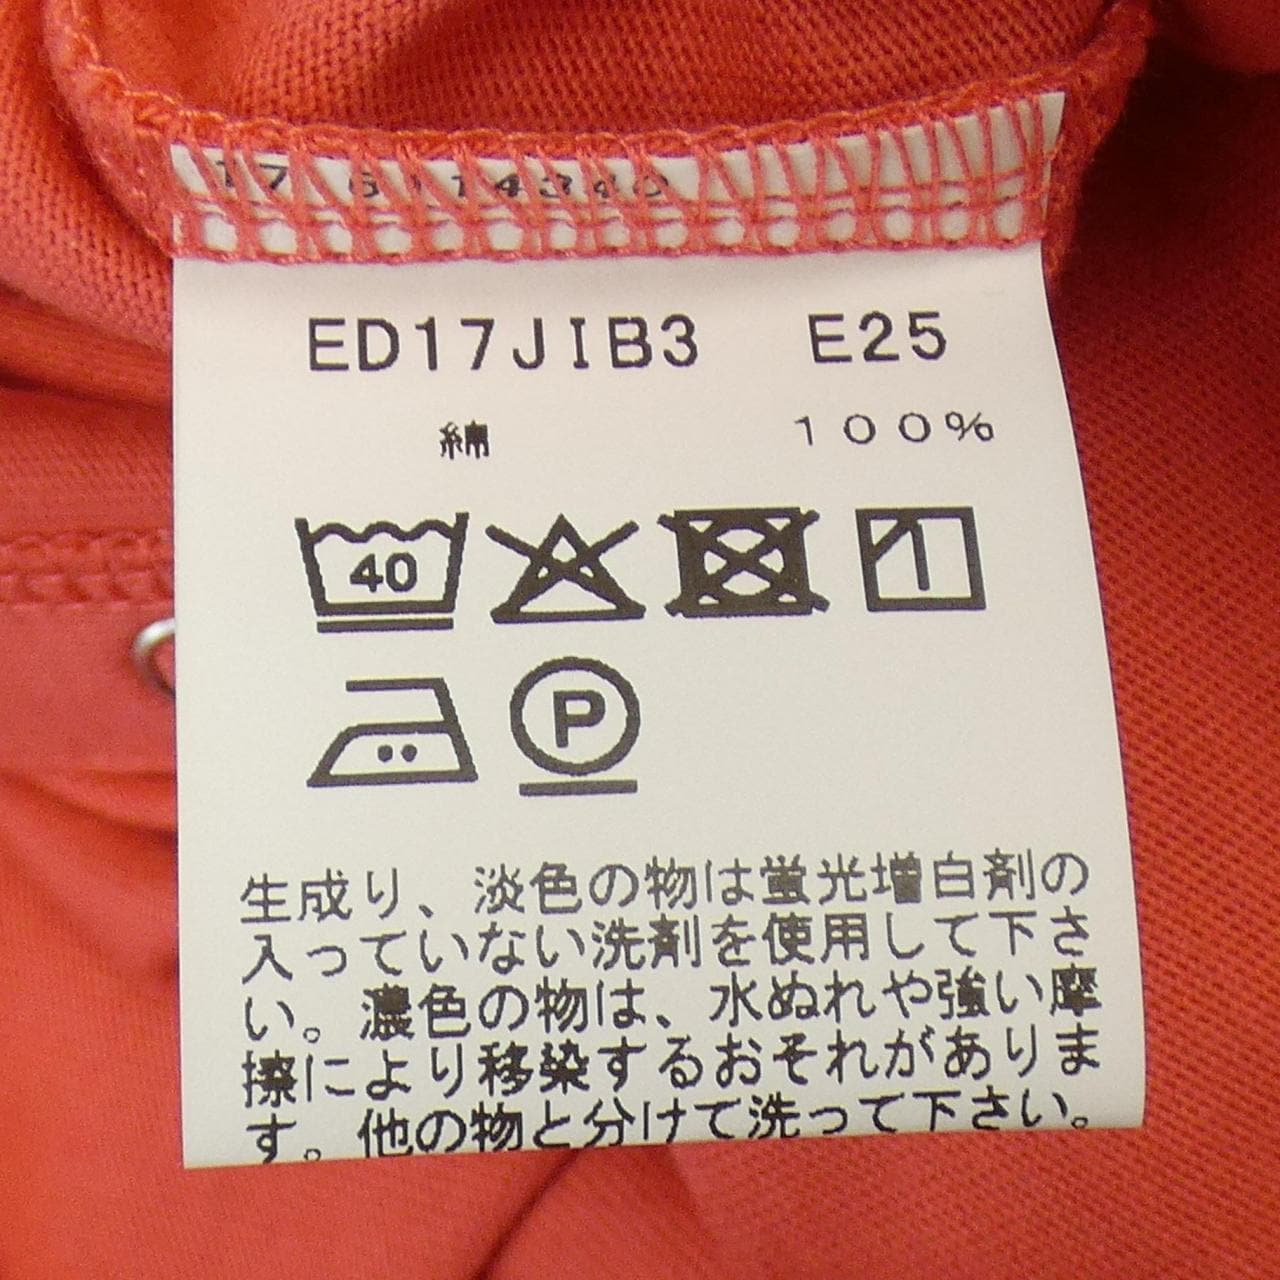 ED17JIB3 E25
綿 100%
40
P
生成り、淡色の物は蛍光増白剤の
入っていない洗剤を使用して下さ
い。濃色の物は、水ぬれや強い摩
擦により移染するおそれがありま
す。他の物と分けて洗って下さい。